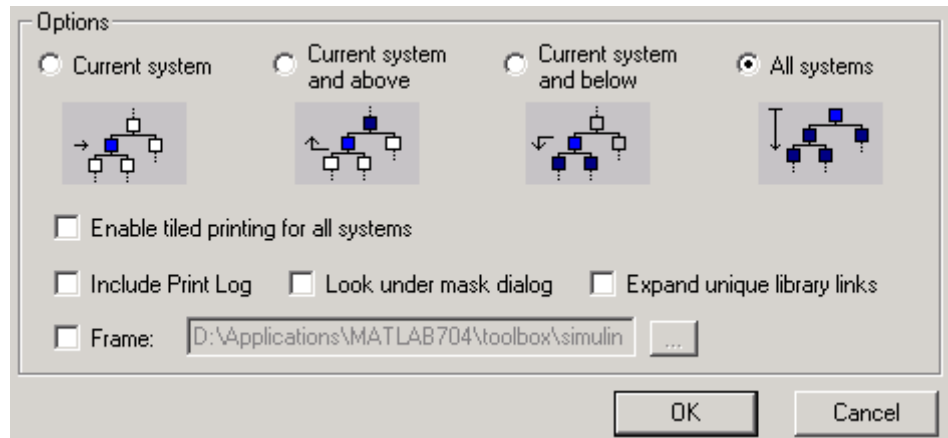 Options
Current system
Current system
and above
Current system
and below
All systems
Enable tiled printing for all systems
Include Print Log
Look under mask dialog
Expand unique library links
Frame:
D:\Applications\MATLAB704\toolbox\simulin
...
OK
Cancel